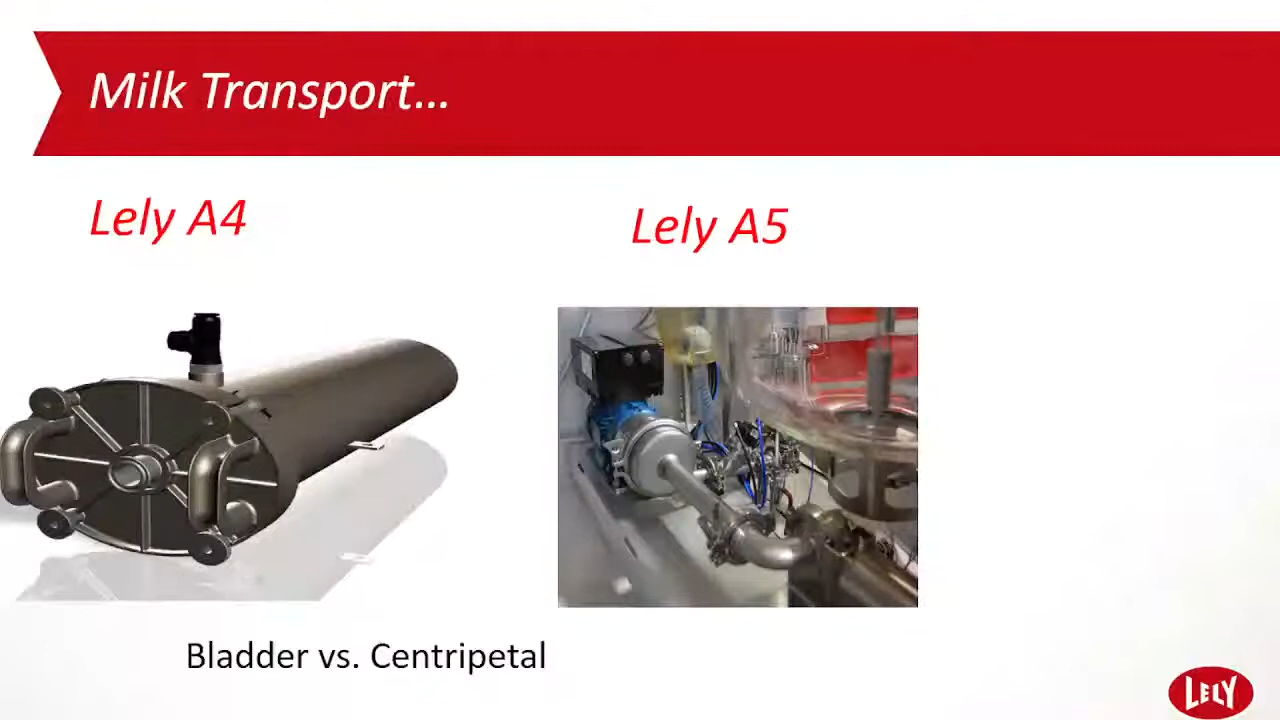 Milk Transport...
Lely A4
Lely A5
Bladder vs. Centripetal
LELY